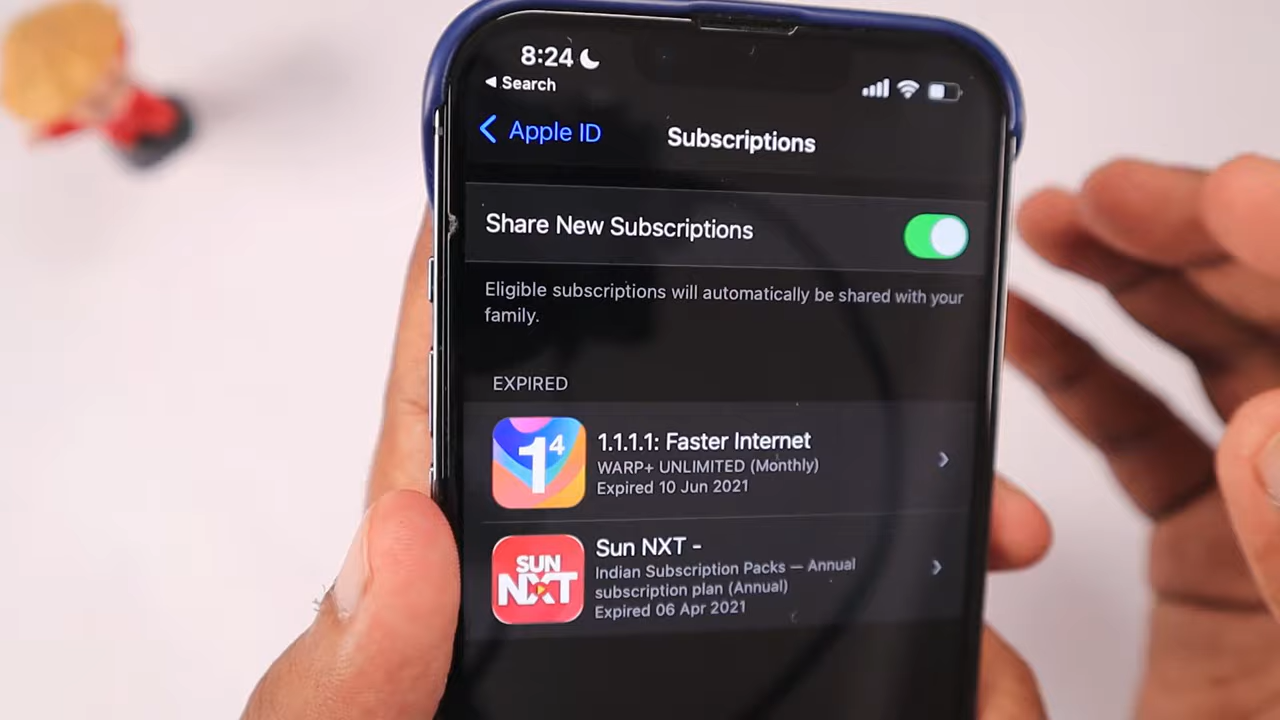 8:24
Search
Apple ID
Subscriptions
Share New Subscriptions
Eligible subscriptions will automatically be shared with your
family.
EXPIRED
1⁴
1.1.1.1: Faster Internet
WARP+ UNLIMITED (Monthly)
Expired 10 Jun 2021
SUN
NXT
Sun NXT -
Indian Subscription Packs — Annual
subscription plan (Annual)
Expired 06 Apr 2021